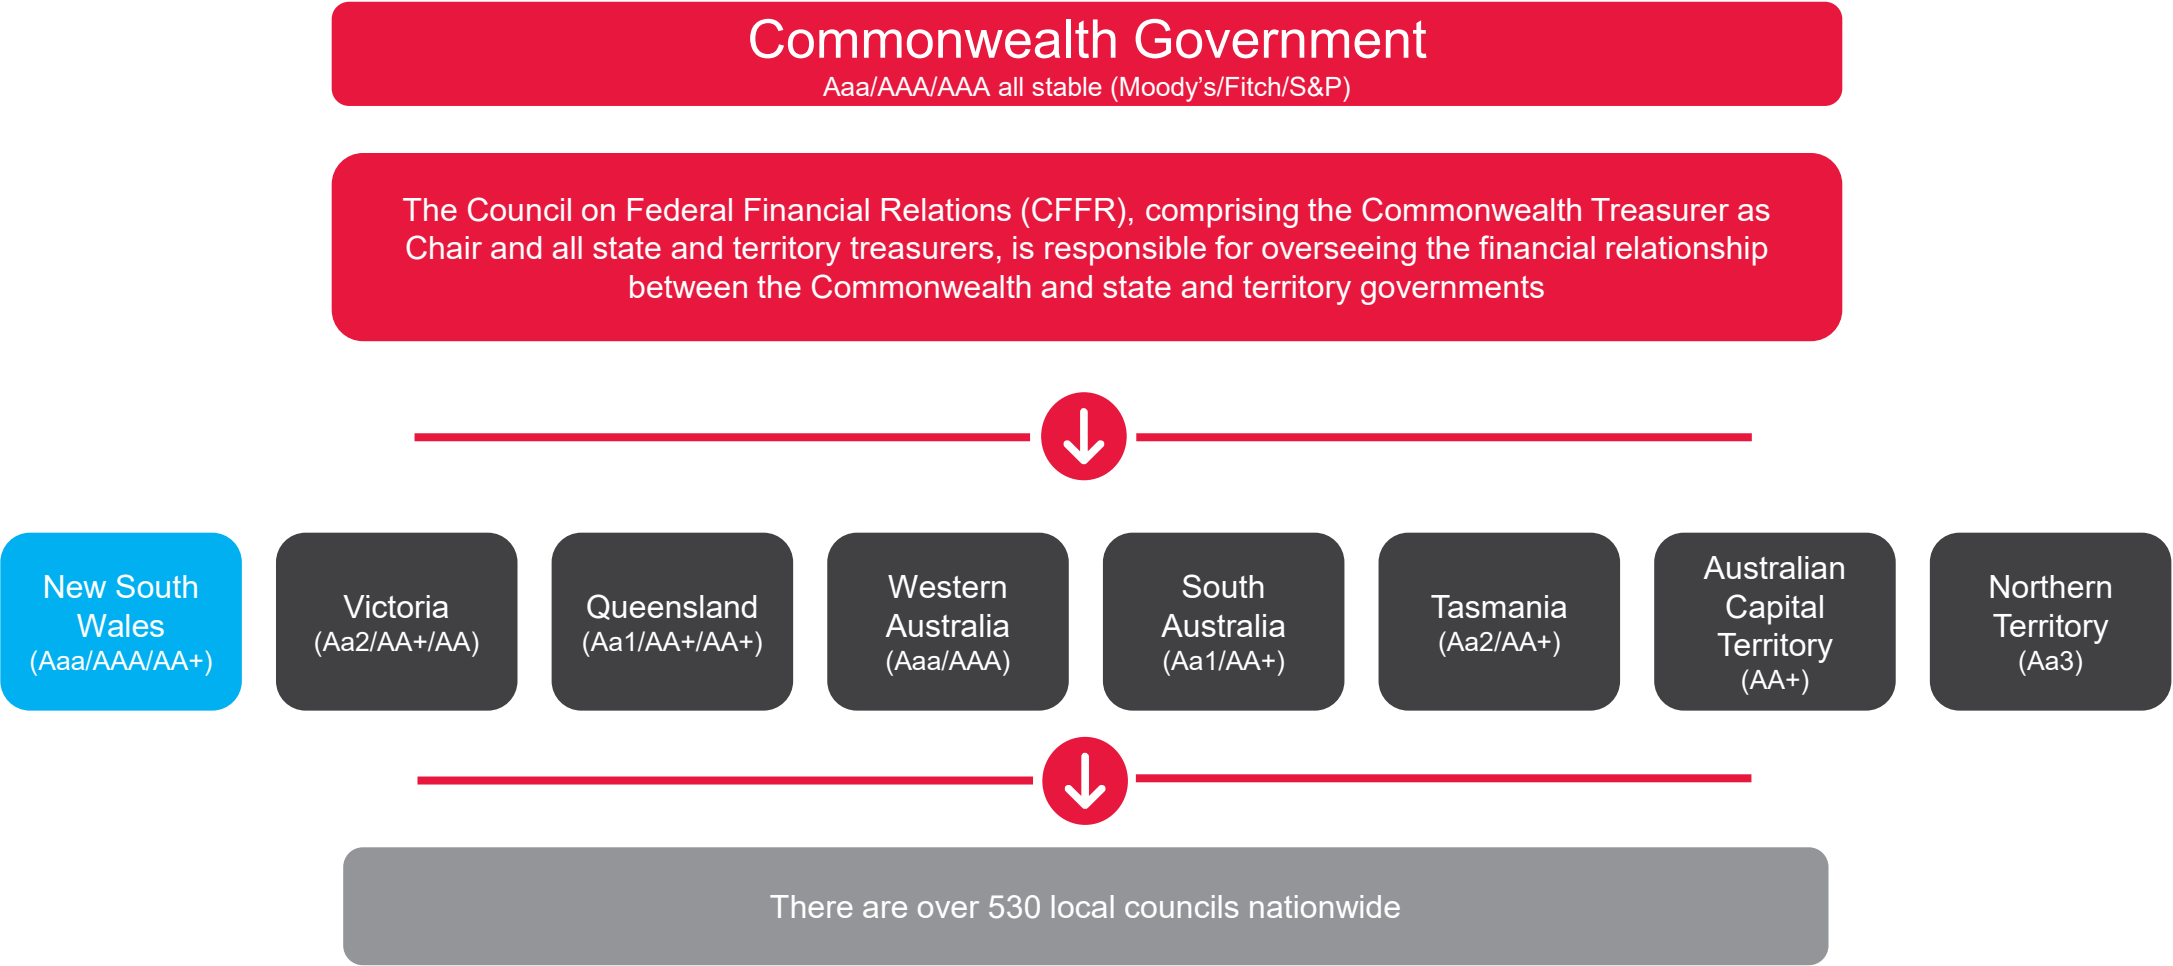 Commonwealth Government
Aaa/AAA/AAA all stable (Moody’s/Fitch/S&P)
The Council on Federal Financial Relations (CFFR), comprising the Commonwealth Treasurer as
Chair and all state and territory treasurers, is responsible for overseeing the financial relationship
between the Commonwealth and state and territory governments
New South
Wales
(Aaa/AAA/AA+)
Victoria
(Aa2/AA+/AA)
Queensland
(Aa1/AA+/AA+)
Western
Australia
(Aaa/AAA)
South
Australia
(Aa1/AA+)
Tasmania
(Aa2/AA+)
Australian
Capital
Territory
(AA+)
Northern
Territory
(Aa3)
There are over 530 local councils nationwide